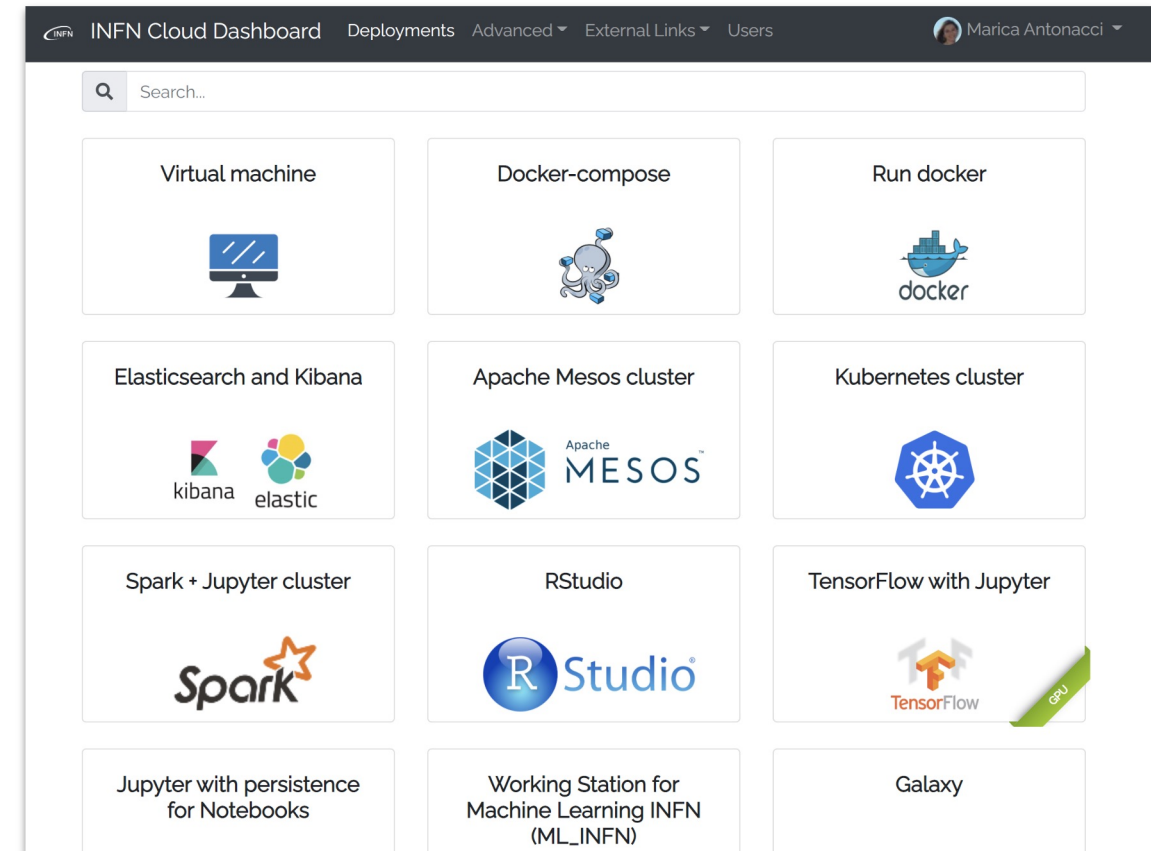 INFN INFN Cloud Dashboard Deployments Advanced External Links Users Marica Antonacci
Search...
Virtual machine
Docker-compose
Run docker
docker
Elasticsearch and Kibana
kibana
elastic
Apache Mesos cluster
Apache
MESOS™
Kubernetes cluster
Spark + Jupyter cluster
Spark
RStudio
R Studio®
TensorFlow with Jupyter
TensorFlow
GPU
Jupyter with persistence
for Notebooks
Working Station for
Machine Learning INFN
(ML_INFN)
Galaxy